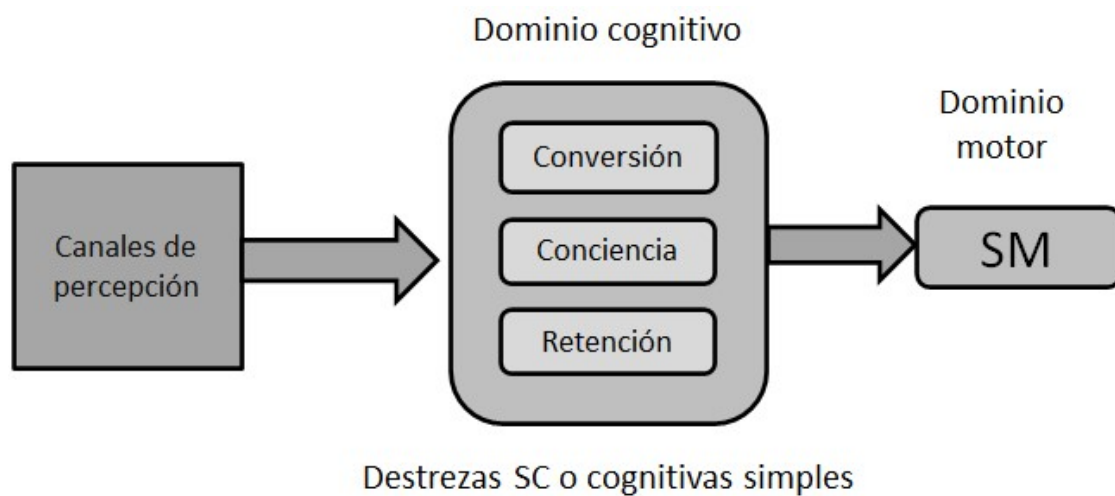 Dominio cognitivo
Dominio
motor
Canales de
percepción
Conversión
Conciencia
Retención
SM
Destrezas SC o cognitivas simples